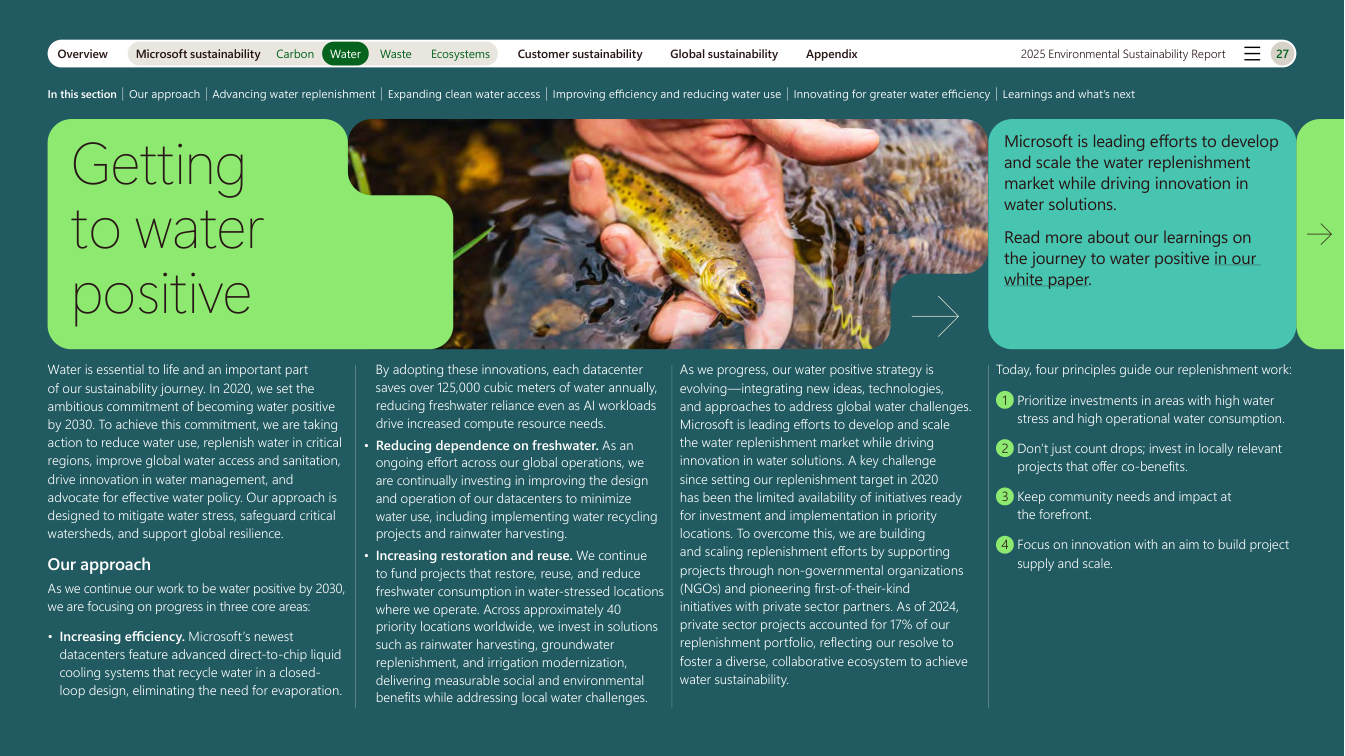 Overview Microsoft sustainability Carbon Water Waste Ecosystems Customer sustainability Global sustainability Appendix 2025 Environmental Sustainability Report 27
In this section | Our approach | Advancing water replenishment | Expanding clean water access | Improving efficiency and reducing water use | Innovating for greater water efficiency | Learnings and what's next
Getting
to water
positive
Microsoft is leading efforts to develop
and scale the water replenishment
market while driving innovation in
water solutions.
Read more about our learnings on
the journey to water positive in our
white paper.
Water is essential to life and an important part
of our sustainability journey. In 2020, we set the
ambitious commitment of becoming water positive
by 2030. To achieve this commitment, we are taking
action to reduce water use, replenish water in critical
regions, improve global water access and sanitation,
drive innovation in water management, and
advocate for effective water policy. Our approach is
designed to mitigate water stress, safeguard critical
watersheds, and support global resilience.
Our approach
As we continue our work to be water positive by 2030,
we are focusing on progress in three core areas:
• Increasing efficiency. Microsoft's newest
datacenters feature advanced direct-to-chip liquid
cooling systems that recycle water in a closed-
loop design, eliminating the need for evaporation.
By adopting these innovations, each datacenter
saves over 125,000 cubic meters of water annually,
reducing freshwater reliance even as AI workloads
drive increased compute resource needs.
• Reducing dependence on freshwater. As an
ongoing effort across our global operations, we
are continually investing in improving the design
and operation of our datacenters to minimize
water use, including implementing water recycling
projects and rainwater harvesting.
• Increasing restoration and reuse. We continue
to fund projects that restore, reuse, and reduce
freshwater consumption in water-stressed locations
where we operate. Across approximately 40
priority locations worldwide, we invest in solutions
such as rainwater harvesting, groundwater
replenishment, and irrigation modernization,
delivering measurable social and environmental
benefits while addressing local water challenges.
As we progress, our water positive strategy is
evolving—integrating new ideas, technologies,
and approaches to address global water challenges.
Microsoft is leading efforts to develop and scale
the water replenishment market while driving
innovation in water solutions. A key challenge
since setting our replenishment target in 2020
has been the limited availability of initiatives ready
for investment and implementation in priority
locations. To overcome this, we are building
and scaling replenishment efforts by supporting
projects through non-governmental organizations
(NGOs) and pioneering first-of-their-kind
initiatives with private sector partners. As of 2024,
private sector projects accounted for 17% of our
replenishment portfolio, reflecting our resolve to
foster a diverse, collaborative ecosystem to achieve
water sustainability.
Today, four principles guide our replenishment work:
1 Prioritize investments in areas with high water
stress and high operational water consumption.
2 Don't just count drops; invest in locally relevant
projects that offer co-benefits.
3 Keep community needs and impact at
the forefront.
4 Focus on innovation with an aim to build project
supply and scale.